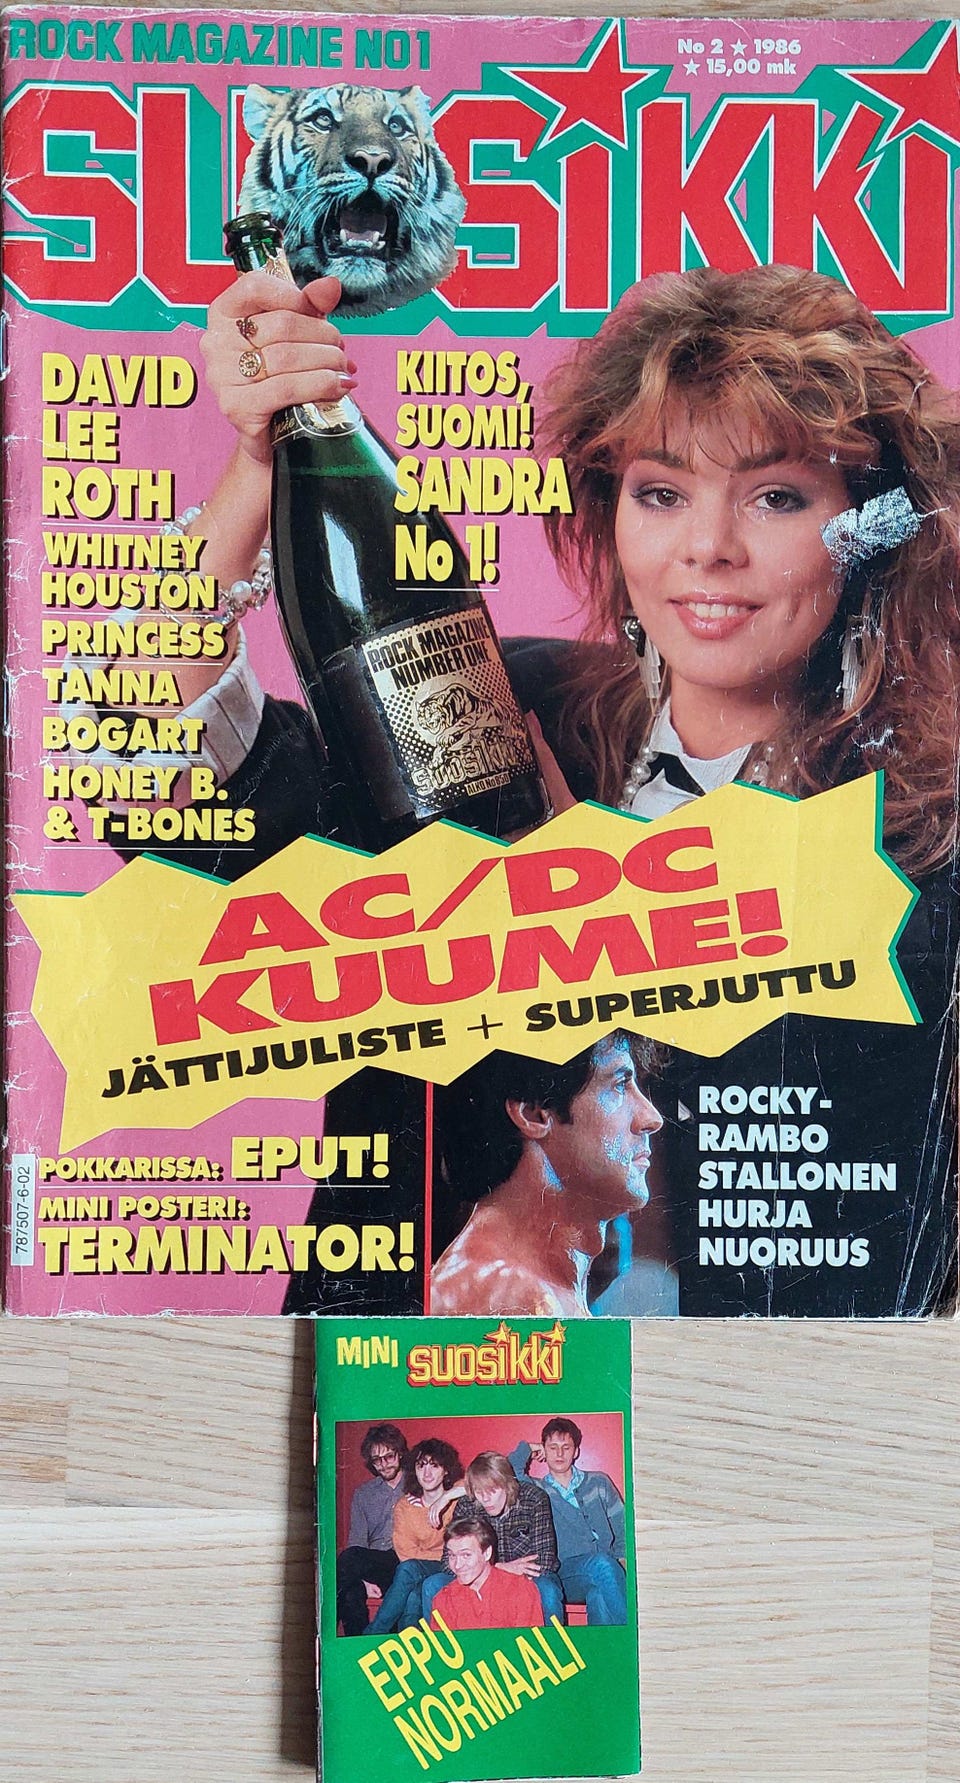 ROCK MAGAZINE NO1
No 2 ★ 1986
★ 15,00 mk
SUOSIKKI
DAVID
LEE
ROTH
WHITNEY
HOUSTON
PRINCESS
TANNA
BOGART
HONEY B.
& T-BONES
KIITOS,
SUOMI!
SANDRA
No 1!
ROCK MAGAZINE
NUMBER ONE
SUOSIKKI
AC/DC
KUUME!
JÄTTIJULISTE + SUPERJUTTU
POKKARISSA: EPUT!
MINI POSTERI:
TERMINATOR!
787507-6-02
ROCKY-
RAMBO
STALLONEN
HURJA
NUORUUS
MINI SUOSIKKI
EPPU
NORMAALI